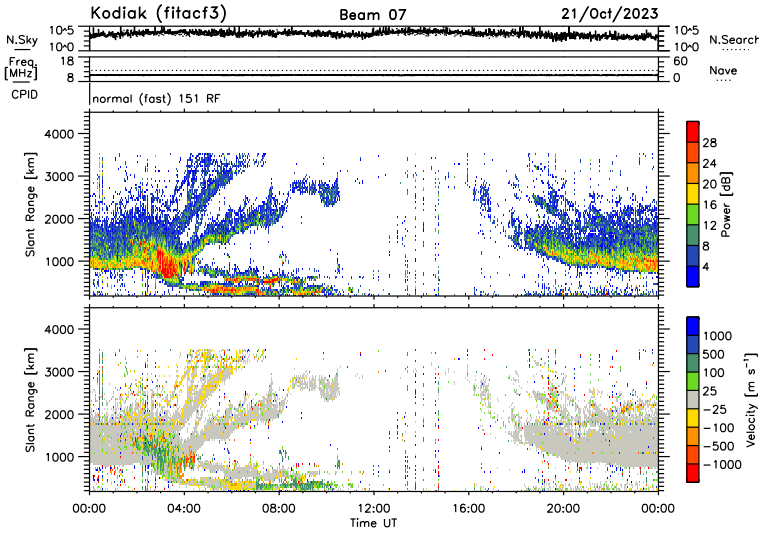 Kodiak (fitacf3) Beam 07 21/Oct/2023
N.Sky 10^5 10^0 10^5 10^0 N.Search
Freq. [MHz] 18 8 60 0 Nave
CPID normal (fast) 151 RF
Slant Range [km]
4000
3000
2000
1000
Power [dB]
28
24
20
16
12
8
4
Slant Range [km]
4000
3000
2000
1000
Velocity [m s⁻¹]
1000
500
100
25
−25
−100
−500
−1000
00:00 04:00 08:00 12:00 16:00 20:00 00:00
Time UT